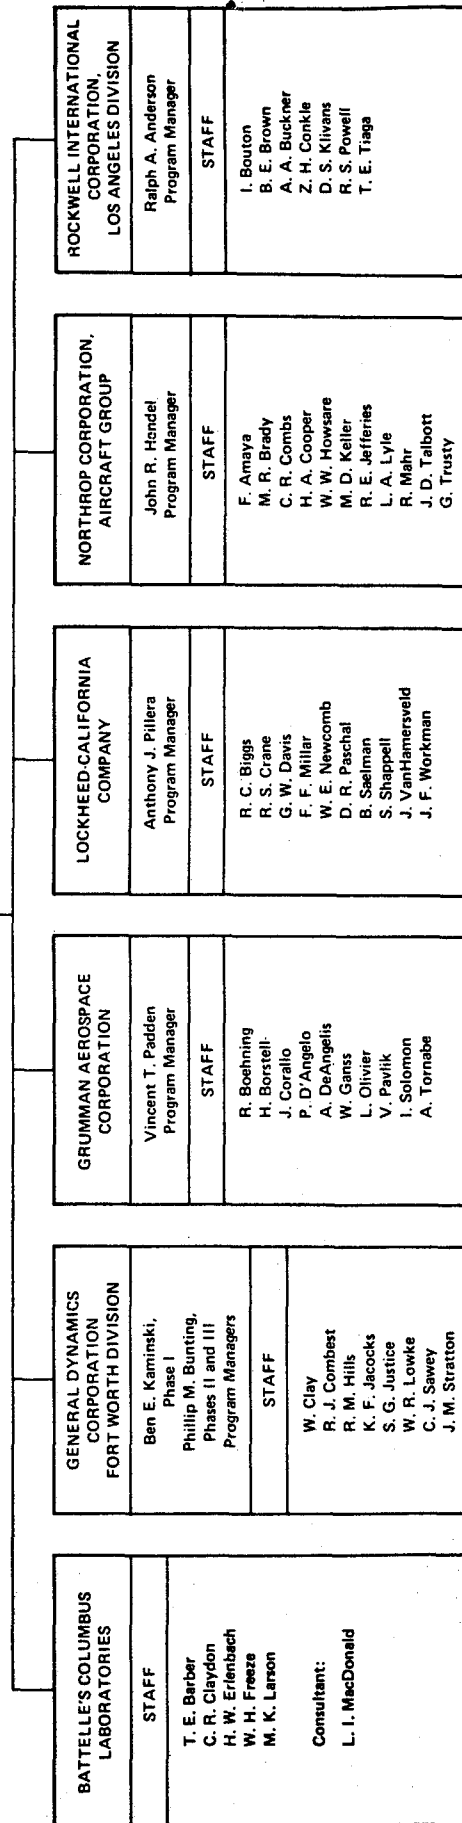 BATTELLE'S COLUMBUS
LABORATORIES
STAFF
T. E. Barber
C. R. Claydon
H. W. Erlenbach
W. H. Freeze
M. K. Larson
Consultant:
L. I. MacDonald
GENERAL DYNAMICS
CORPORATION
FORT WORTH DIVISION
Ben E. Kaminski,
Phase I
Phillip M. Bunting,
Phases II and III
Program Managers
STAFF
W. Clay
R. J. Combest
R. M. Hills
K. F. Jacocks
S. G. Justice
W. R. Lowke
C. J. Sawey
J. M. Stratton
GRUMMAN AEROSPACE
CORPORATION
Vincent T. Padden
Program Manager
STAFF
R. Boehning
H. Borstell
J. Corallo
P. D'Angelo
A. DeAngelis
W. Ganss
L. Olivier
V. Pavlik
I. Solomon
A. Tornabe
LOCKHEED-CALIFORNIA
COMPANY
Anthony J. Pillera
Program Manager
STAFF
R. C. Biggs
R. S. Crane
G. W. Davis
F. F. Millar
W. E. Newcomb
D. R. Paschal
B. Saelman
S. Shappell
J. VanHamersveld
J. F. Workman
NORTHROP CORPORATION,
AIRCRAFT GROUP
John R. Hendel
Program Manager
STAFF
F. Amaya
M. R. Brady
C. R. Combs
H. A. Cooper
W. W. Howsare
M. D. Keller
R. E. Jefferies
L. A. Lyle
R. Mahr
J. D. Talbott
G. Trusty
ROCKWELL INTERNATIONAL
CORPORATION,
LOS ANGELES DIVISION
Ralph A. Anderson
Program Manager
STAFF
I. Bouton
B. E. Brown
A. A. Buckner
Z. H. Conkle
D. S. Klivans
R. S. Powell
T. E. Tiaga